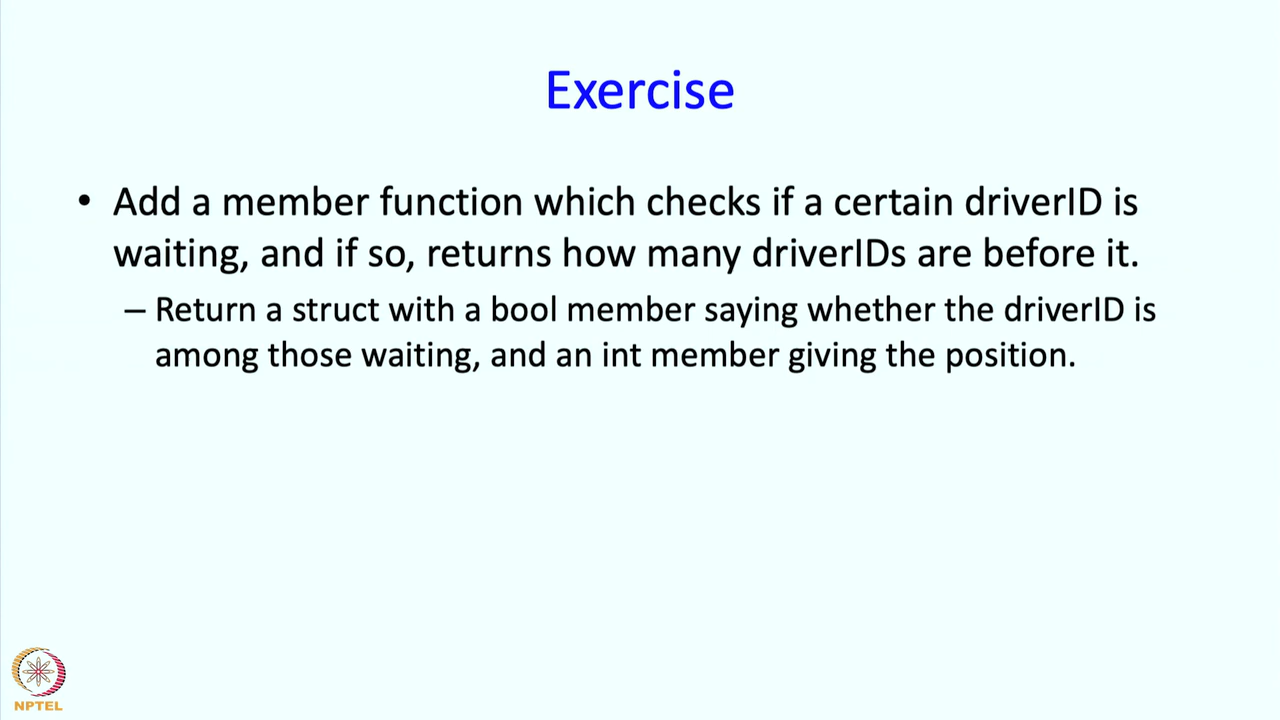 Exercise
• Add a member function which checks if a certain driverID is
waiting, and if so, returns how many driverIDs are before it.
– Return a struct with a bool member saying whether the driverID is
among those waiting, and an int member giving the position.
NPTEL